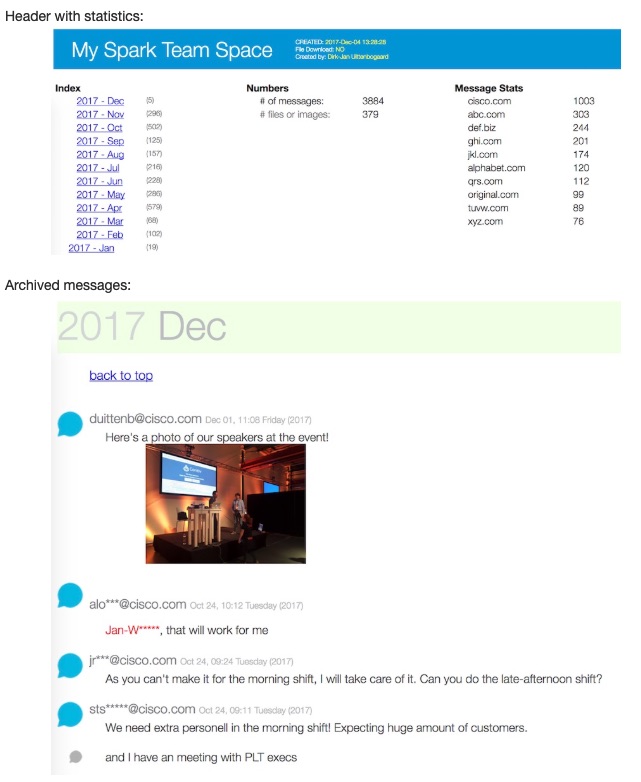 Header with statistics:
My Spark Team Space
CREATED: 2017-Dec-04 13:28:28
File Download: NO
Created by: Dirk-Jan Uittenbogaard
Index
2017 - Dec (5)
2017 - Nov (296)
2017 - Oct (502)
2017 - Sep (125)
2017 - Aug (157)
2017 - Jul (216)
2017 - Jun (228)
2017 - May (286)
2017 - Apr (579)
2017 - Mar (68)
2017 - Feb (102)
2017 - Jan (19)
Numbers
# of messages: 3884
# files or images: 379
Message Stats
cisco.com 1003
abc.com 303
def.biz 244
ghi.com 201
jkl.com 174
alphabet.com 120
qrs.com 112
original.com 99
tuvw.com 89
xyz.com 76
Archived messages:
2017 Dec
back to top
duittenb@cisco.com Dec 01, 11:08 Friday (2017)
Here's a photo of our speakers at the event!
alo***@cisco.com Oct 24, 10:12 Tuesday (2017)
Jan-W*****, that will work for me
jr***@cisco.com Oct 24, 09:24 Tuesday (2017)
As you can't make it for the morning shift, I will take care of it. Can you do the late-afternoon shift?
sts*****@cisco.com Oct 24, 09:11 Tuesday (2017)
We need extra personell in the morning shift! Expecting huge amount of customers.
and I have an meeting with PLT execs